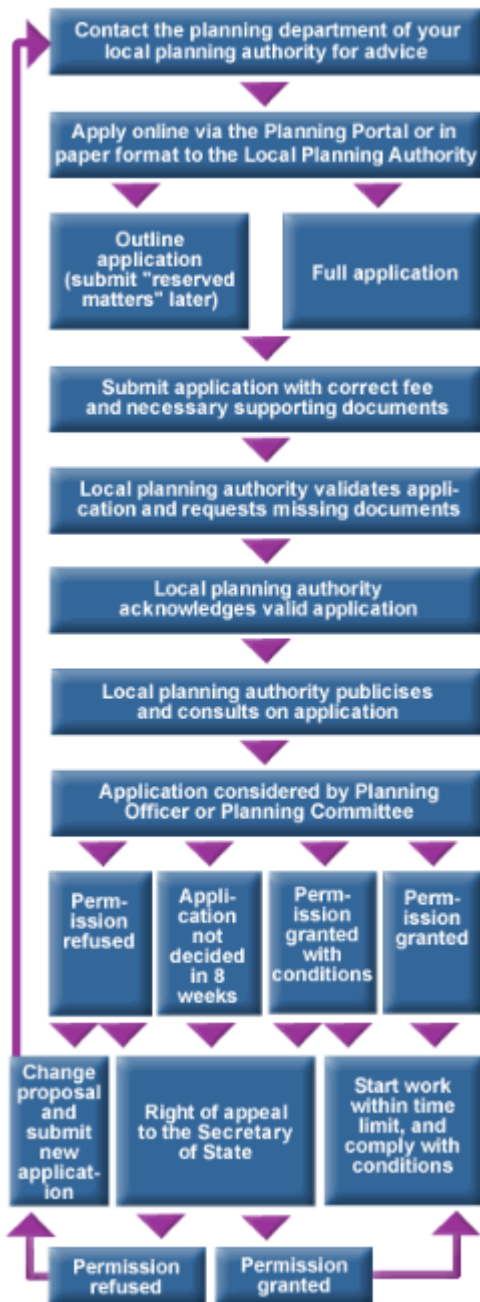 Contact the planning department of your
local planning authority for advice
Apply online via the Planning Portal or in
paper format to the Local Planning Authority
Outline
application
(submit "reserved
matters" later)
Full application
Submit application with correct fee
and necessary supporting documents
Local planning authority validates appli-
cation and requests missing documents
Local planning authority
acknowledges valid application
Local planning authority publicises
and consults on application
Application considered by Planning
Officer or Planning Committee
Perm-
ission
refused
Appli-
cation
not
decided
in 8
weeks
Perm-
ission
granted
with
conditions
Perm-
ission
granted
Change
proposal
and
submit
new
applicat-
ion
Right of appeal
to the Secretary
of State
Start work
within time
limit, and
comply with
conditions
Permission
refused
Permission
granted